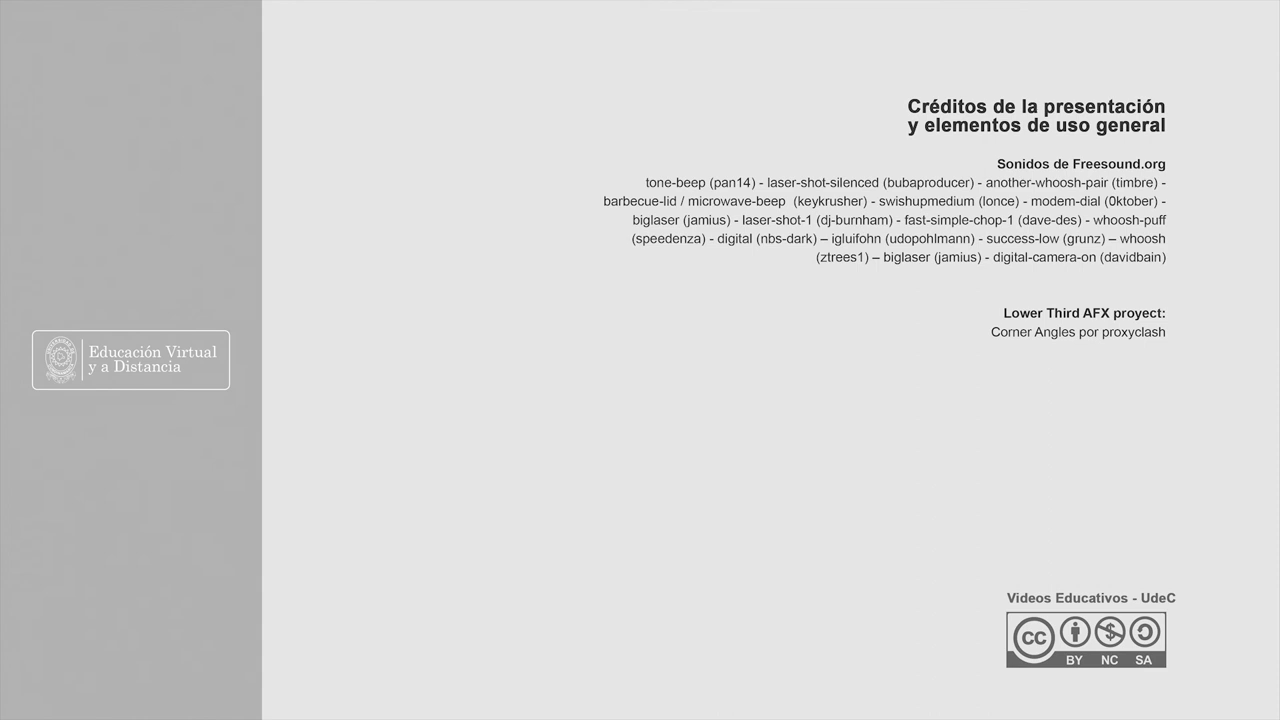 Créditos de la presentación
y elementos de uso general
Sonidos de Freesound.org
tone-beep (pan14) - laser-shot-silenced (bubaproducer) - another-whoosh-pair (timbre) -
barbecue-lid / microwave-beep  (keykrusher) - swishupmedium (lonce) - modem-dial (0ktober) -
biglaser (jamius) - laser-shot-1 (dj-burnham) - fast-simple-chop-1 (dave-des) - whoosh-puff
(speedenza) - digital (nbs-dark) – igluifohn (udopohlmann) - success-low (grunz) – whoosh
(ztrees1) – biglaser (jamius) - digital-camera-on (davidbain)
Lower Third AFX proyect:
Corner Angles por proxyclash
Educación Virtual
y a Distancia
Videos Educativos - UdeC
cc
BY NC SA